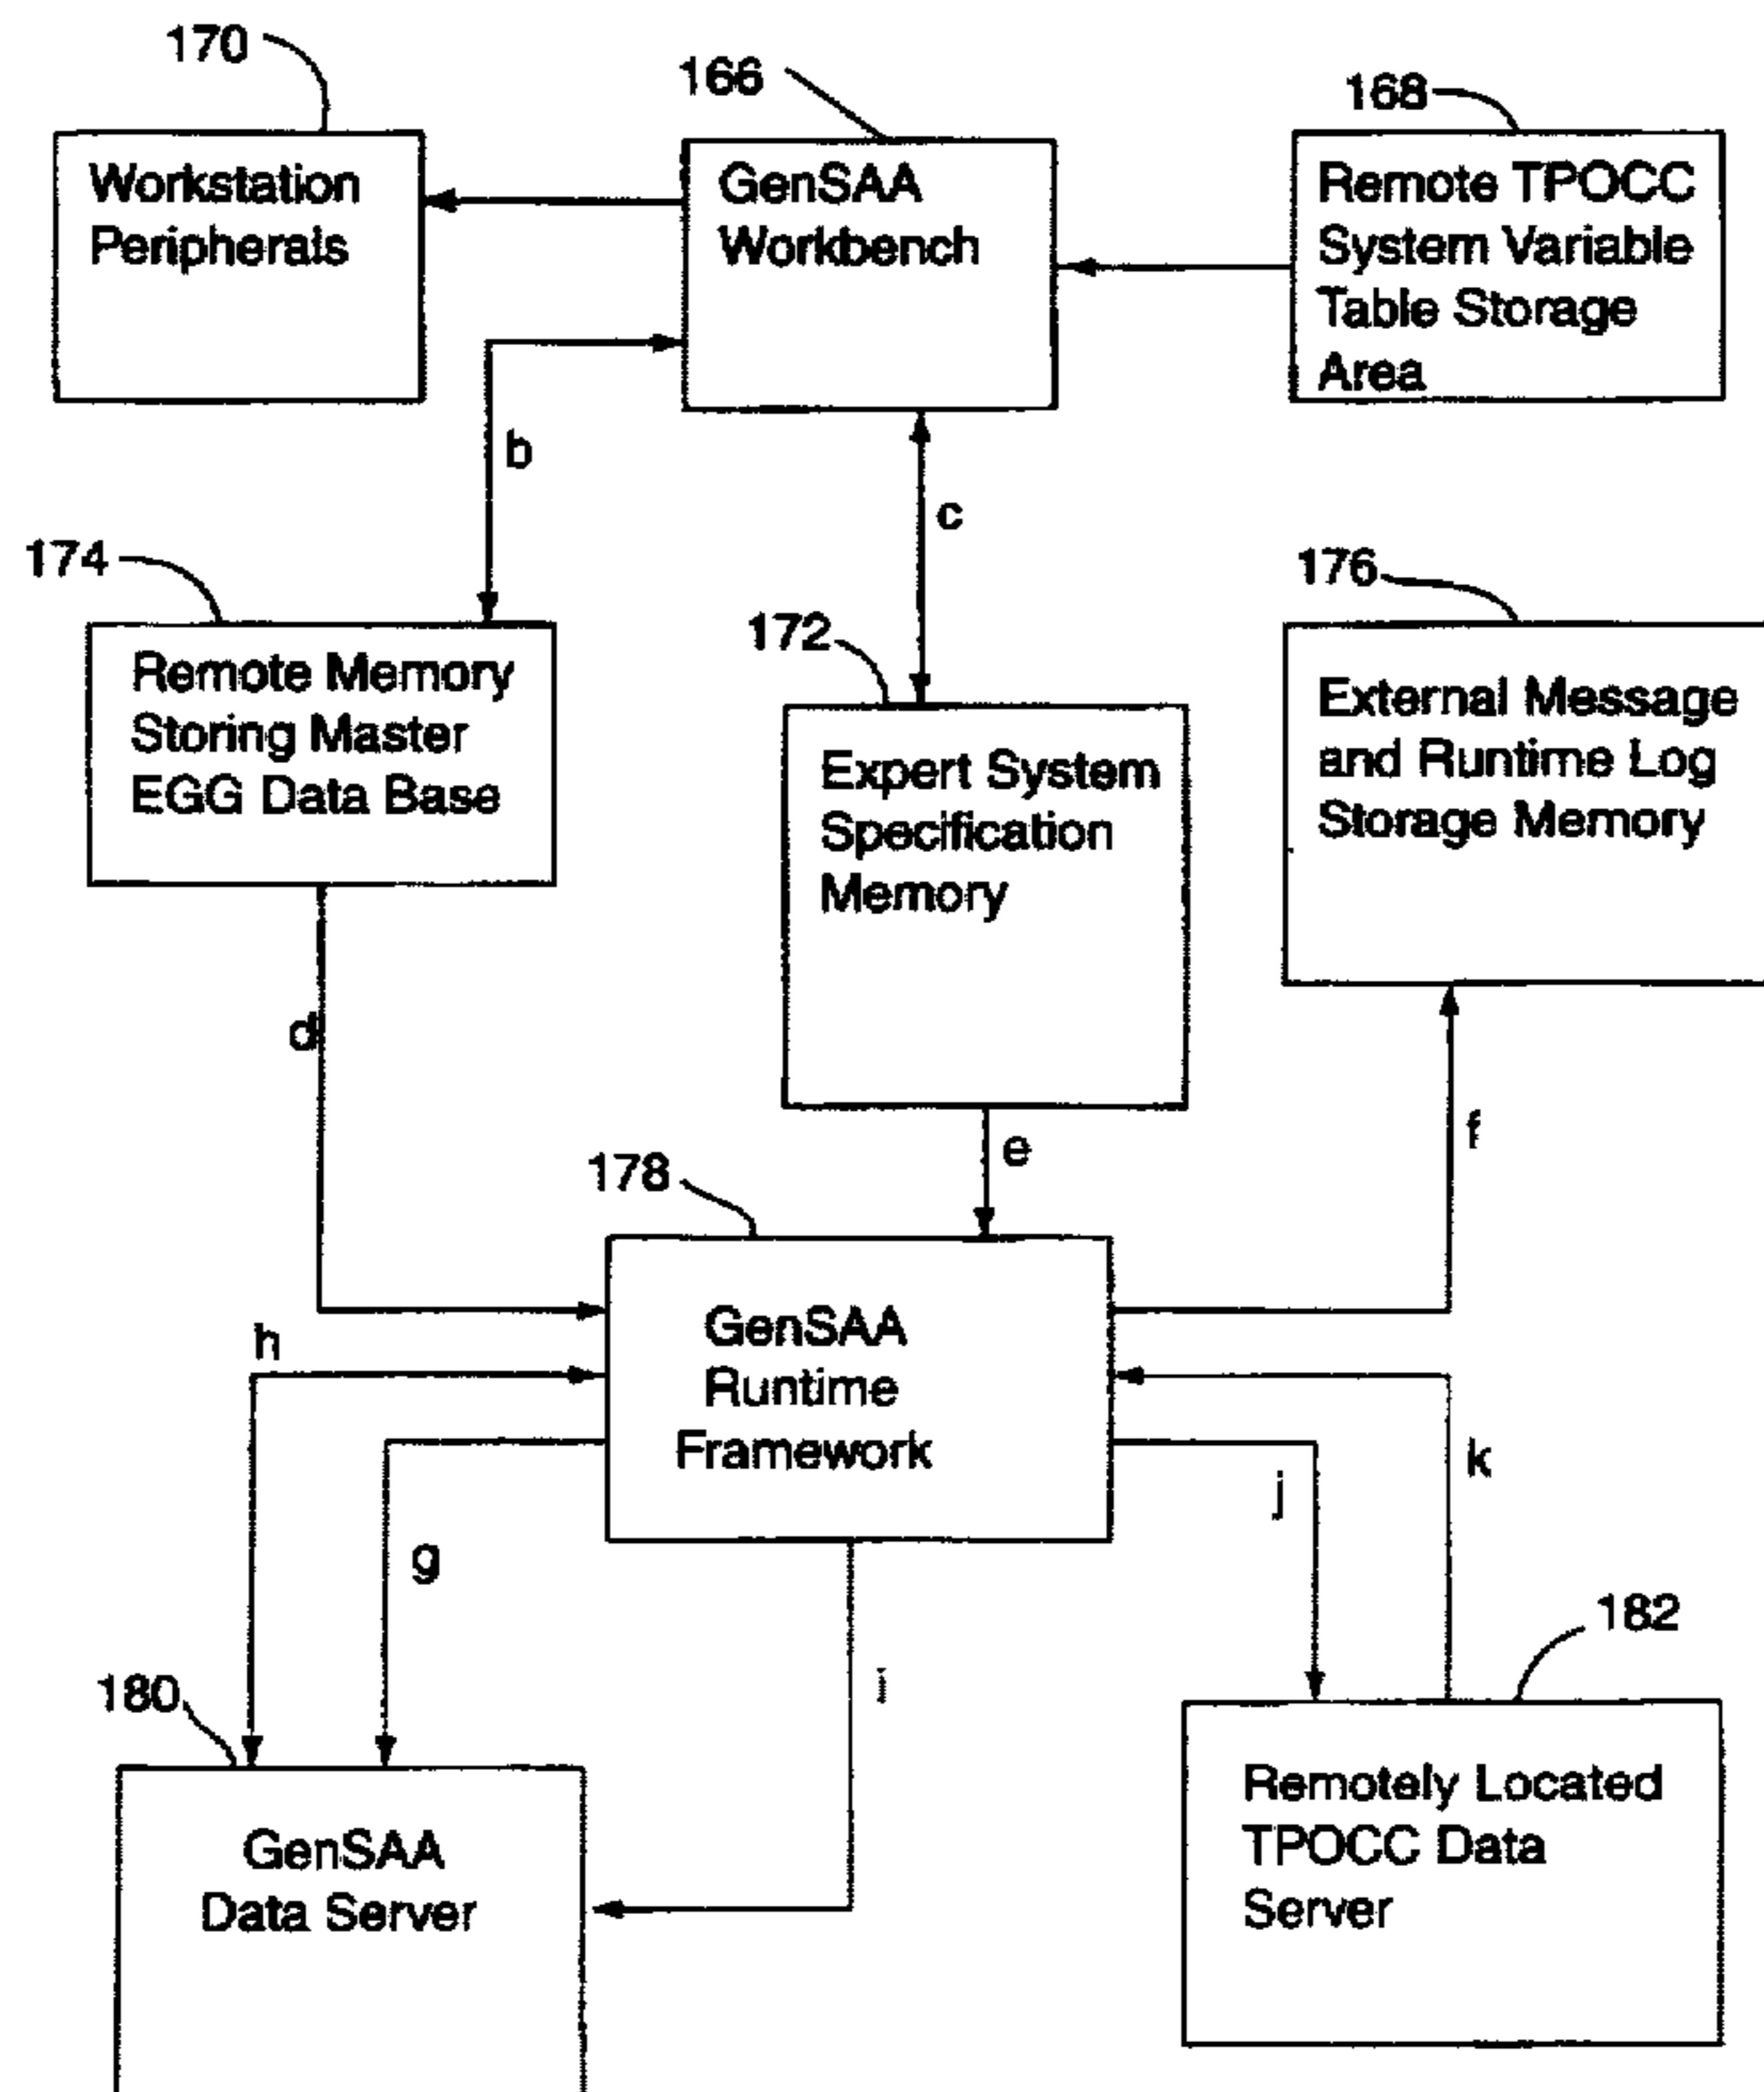 170
166
168
Workstation
Peripherals
GenSAA
Workbench
Remote TPOCC
System Variable
Table Storage
Area
b
c
174
172
176
Remote Memory
Storing Master
EGG Data Base
Expert System
Specification
Memory
External Message
and Runtime Log
Storage Memory
d
e
f
178
GenSAA
Runtime
Framework
h
g
i
j
k
180
182
GenSAA
Data Server
Remotely Located
TPOCC Data
Server